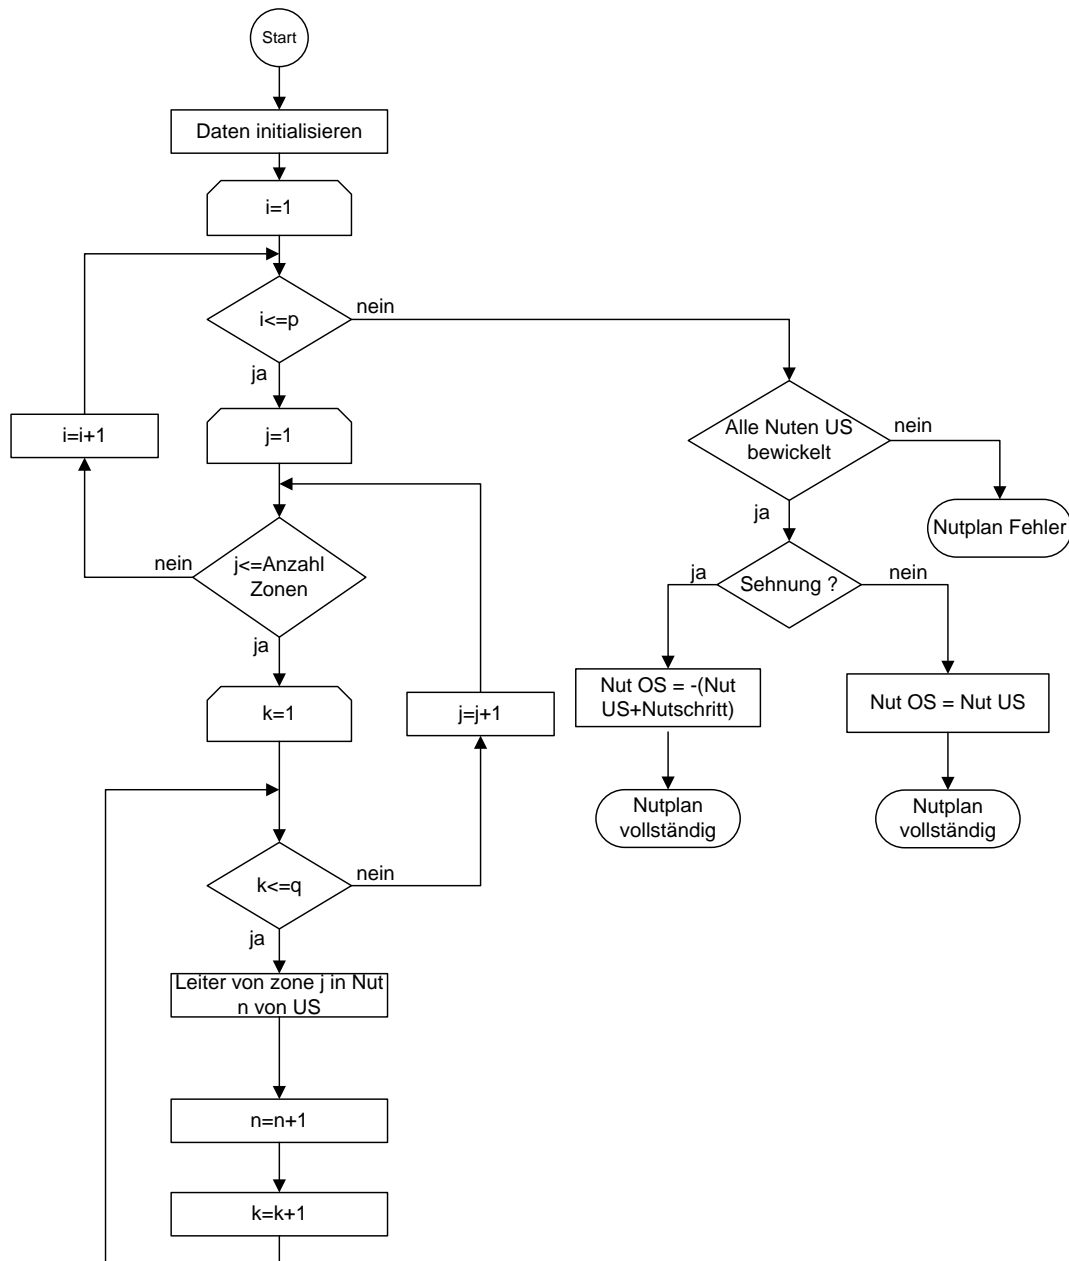 Start
Daten initialisieren
i=1
i<=p
nein
ja
i=i+1
j=1
Alle Nuten US
bewickelt
nein
ja
Nutplan Fehler
nein
j<=Anzahl
Zonen
ja
Sehnung ?
ja
nein
k=1
j=j+1
Nut OS = -(Nut
US+Nutschritt)
Nut OS = Nut US
Nutplan
vollständig
Nutplan
vollständig
k<=q
nein
ja
Leiter von zone j in Nut
n von US
n=n+1
k=k+1